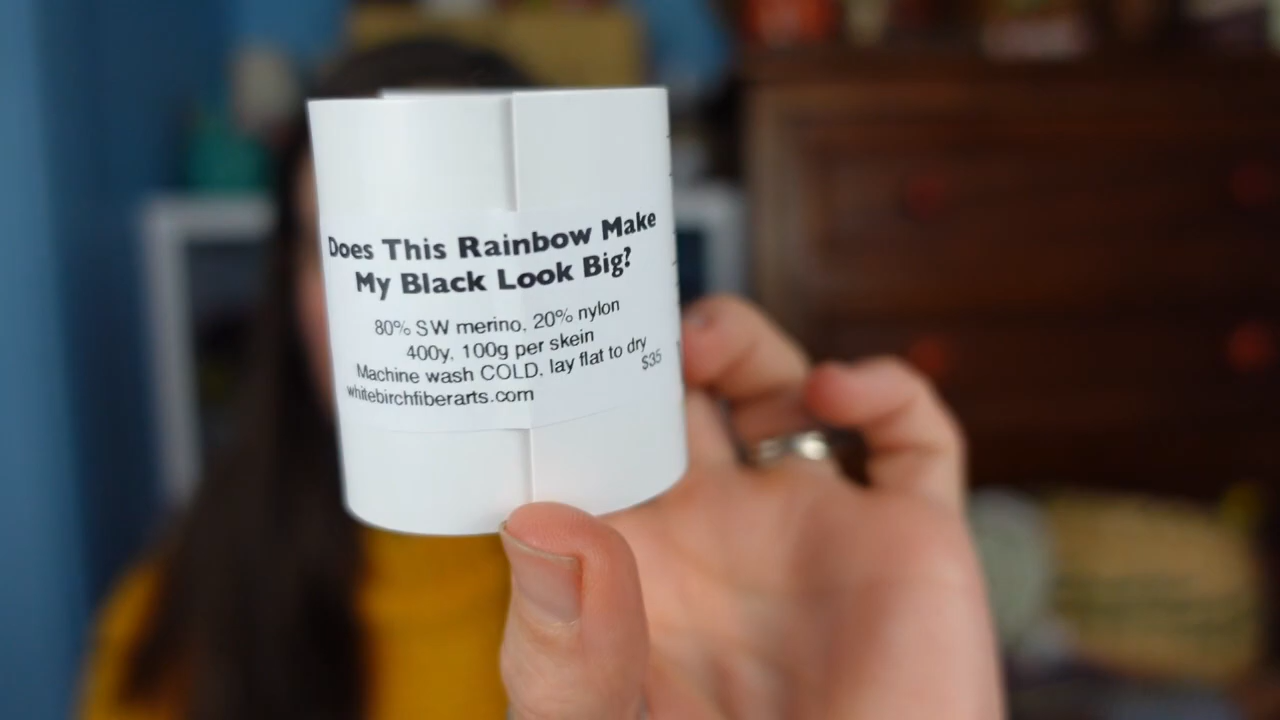 Does This Rainbow Make
My Black Look Big?
80% SW merino, 20% nylon
400y, 100g per skein
Machine wash COLD, lay flat to dry
$35
whitebirchfiberarts.com